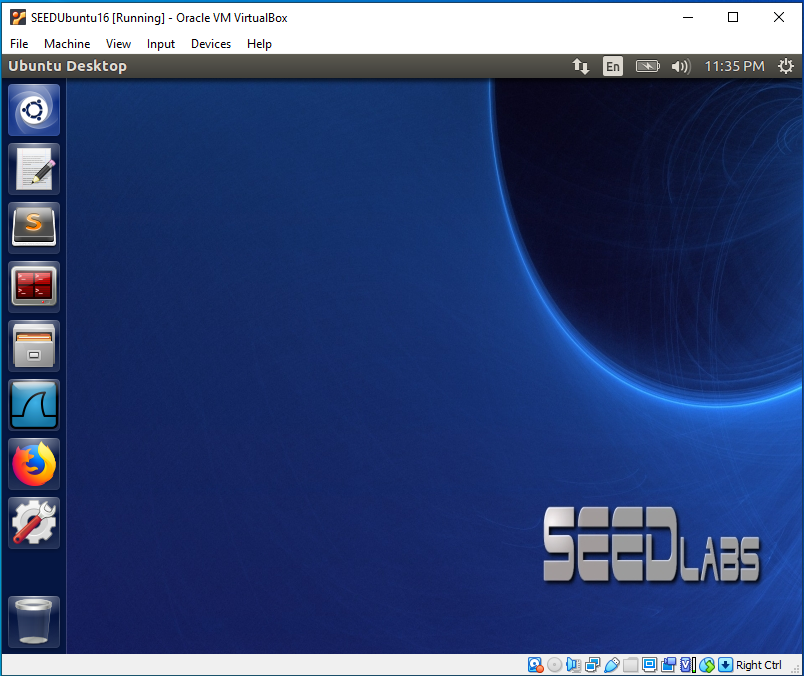 SEEDUbuntu16 [Running] - Oracle VM VirtualBox
File Machine View Input Devices Help
Ubuntu Desktop En 11:35 PM
S
SEEDLABS
Right Ctrl